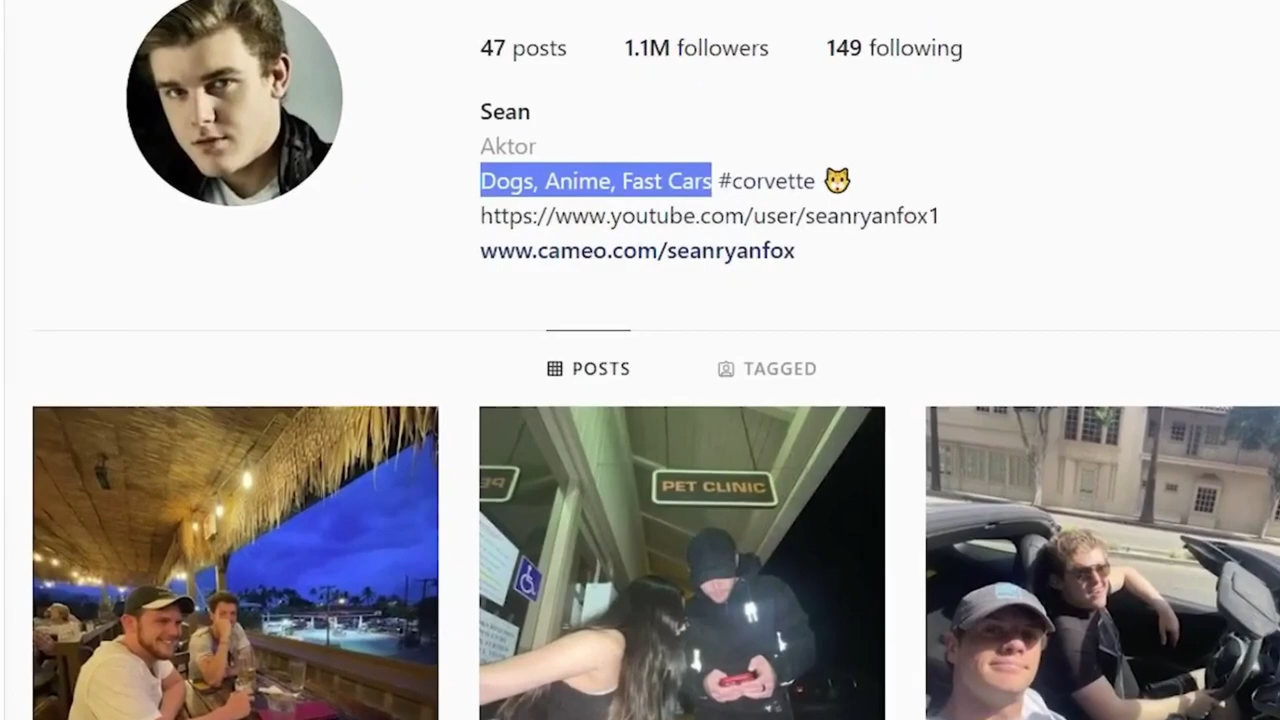 47 posts 1.1M followers 149 following
Sean
Aktor
Dogs, Anime, Fast Cars #corvette 🐱
https://www.youtube.com/user/seanryanfox1
www.cameo.com/seanryanfox
POSTS TAGGED
PET CLINIC